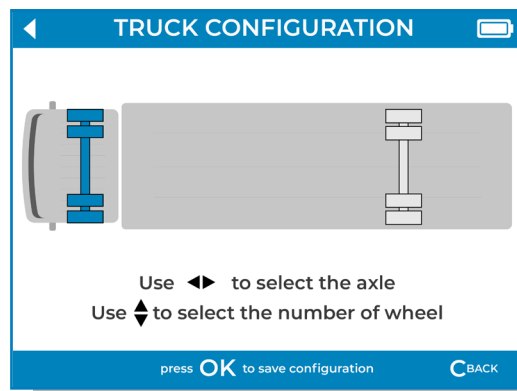 TRUCK CONFIGURATION
Use to select the axle
Use to select the number of wheel
press OK to save configuration CBACK